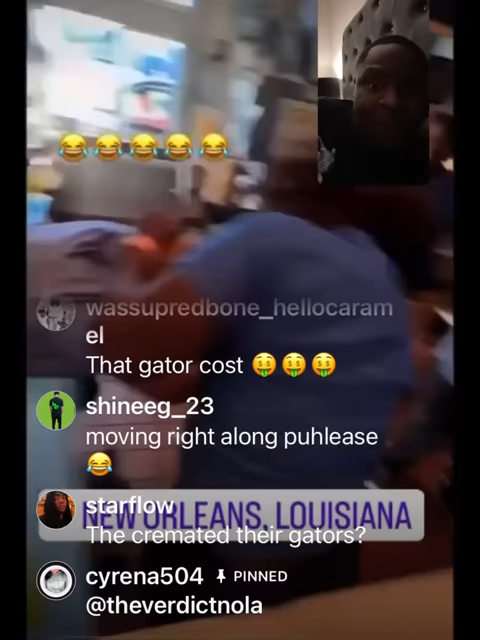 wassupredbone_hellocaram
el
That gator cost 🤑🤑🤑
shineeg_23
moving right along puhlease
😂
starflow
NEW ORLEANS, LOUISIANA
The cremated their gators?
cyrena504 PINNED
@theverdictnola